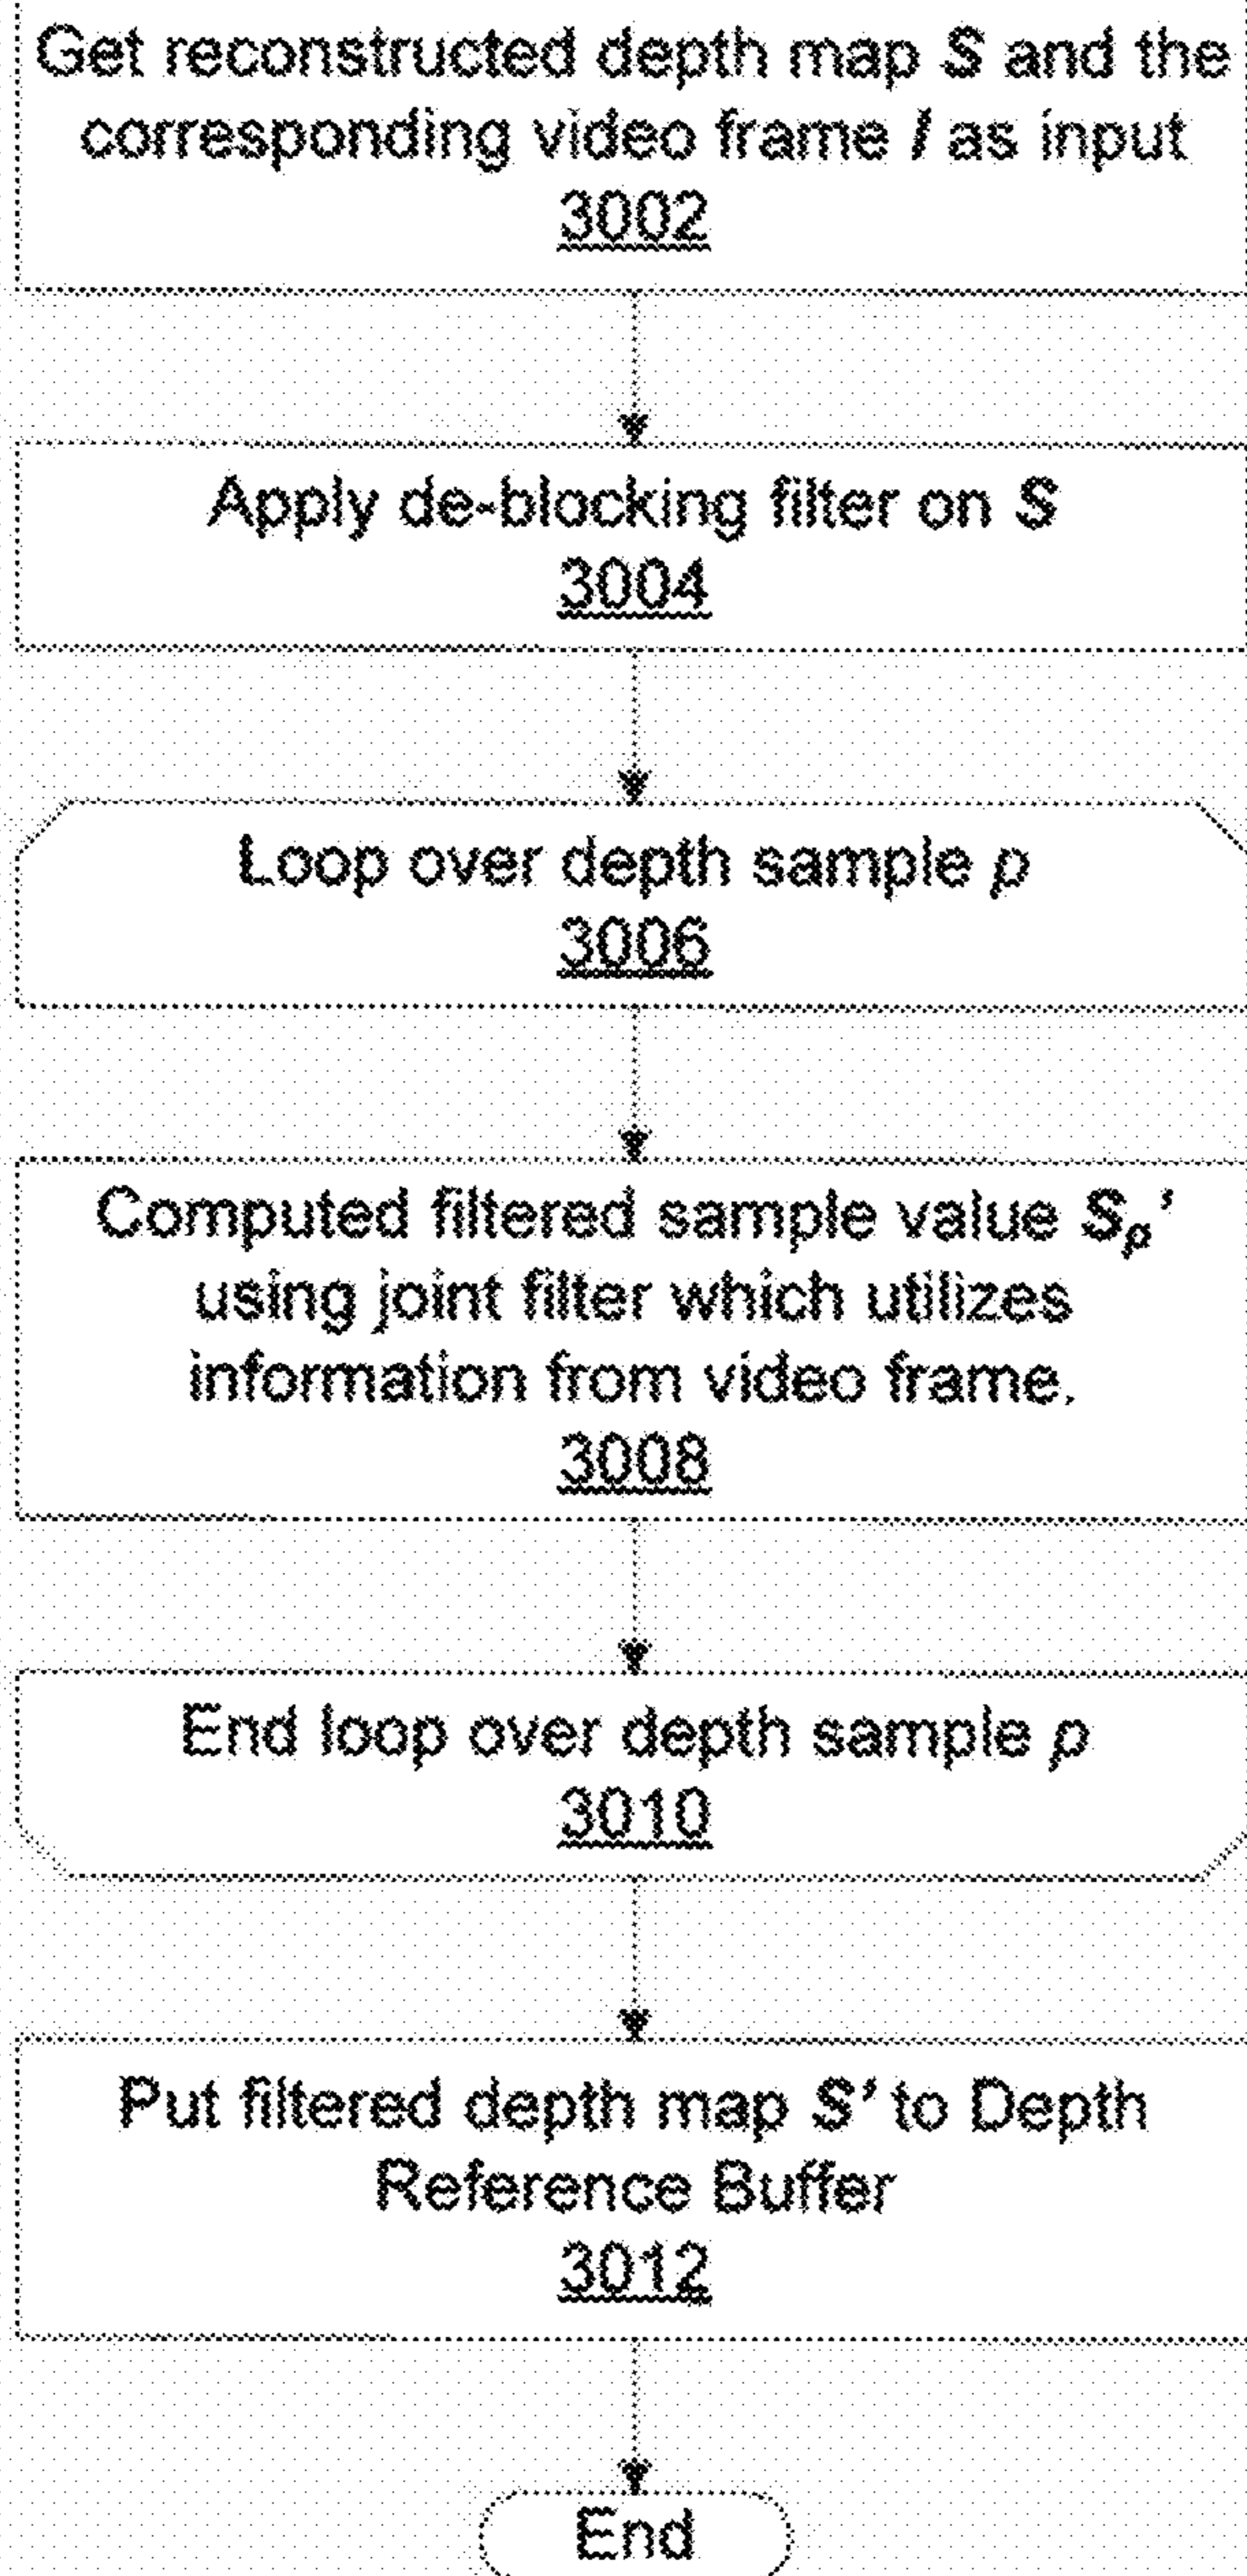 Get reconstructed depth map S and the
corresponding video frame I as input
3002
Apply de-blocking filter on S
3004
Loop over depth sample p
3006
Computed filtered sample value Sp'
using joint filter which utilizes
information from video frame.
3008
End loop over depth sample p
3010
Put filtered depth map S' to Depth
Reference Buffer
3012
End